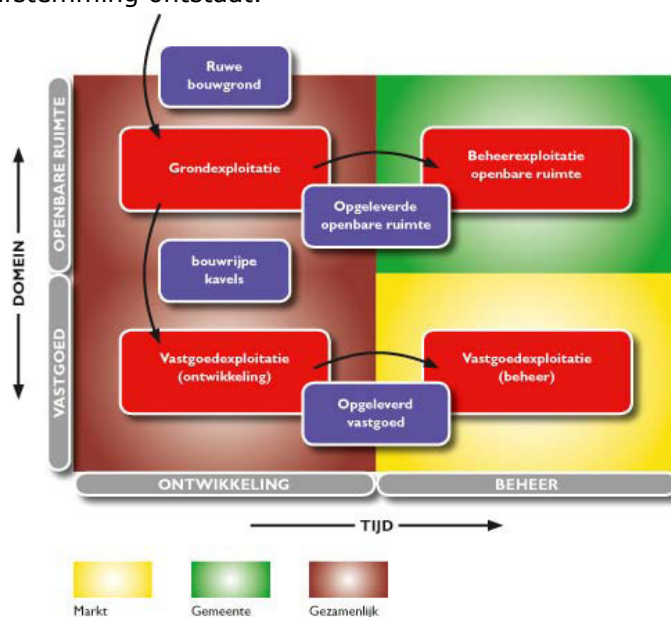 ontstaat.
Ruwe
bouwgrond
OPENBARE RUIMTE
Grondexploitatie
Beheerexploitatie
openbare ruimte
Opgeleverde
openbare ruimte
DOMEIN
bouwrijpe
kavels
VASTGOED
Vastgoedexploitatie
(ontwikkeling)
Vastgoedexploitatie
(beheer)
Opgeleverd
vastgoed
ONTWIKKELING
BEHEER
TIJD
Markt
Gemeente
Gezamenlijk